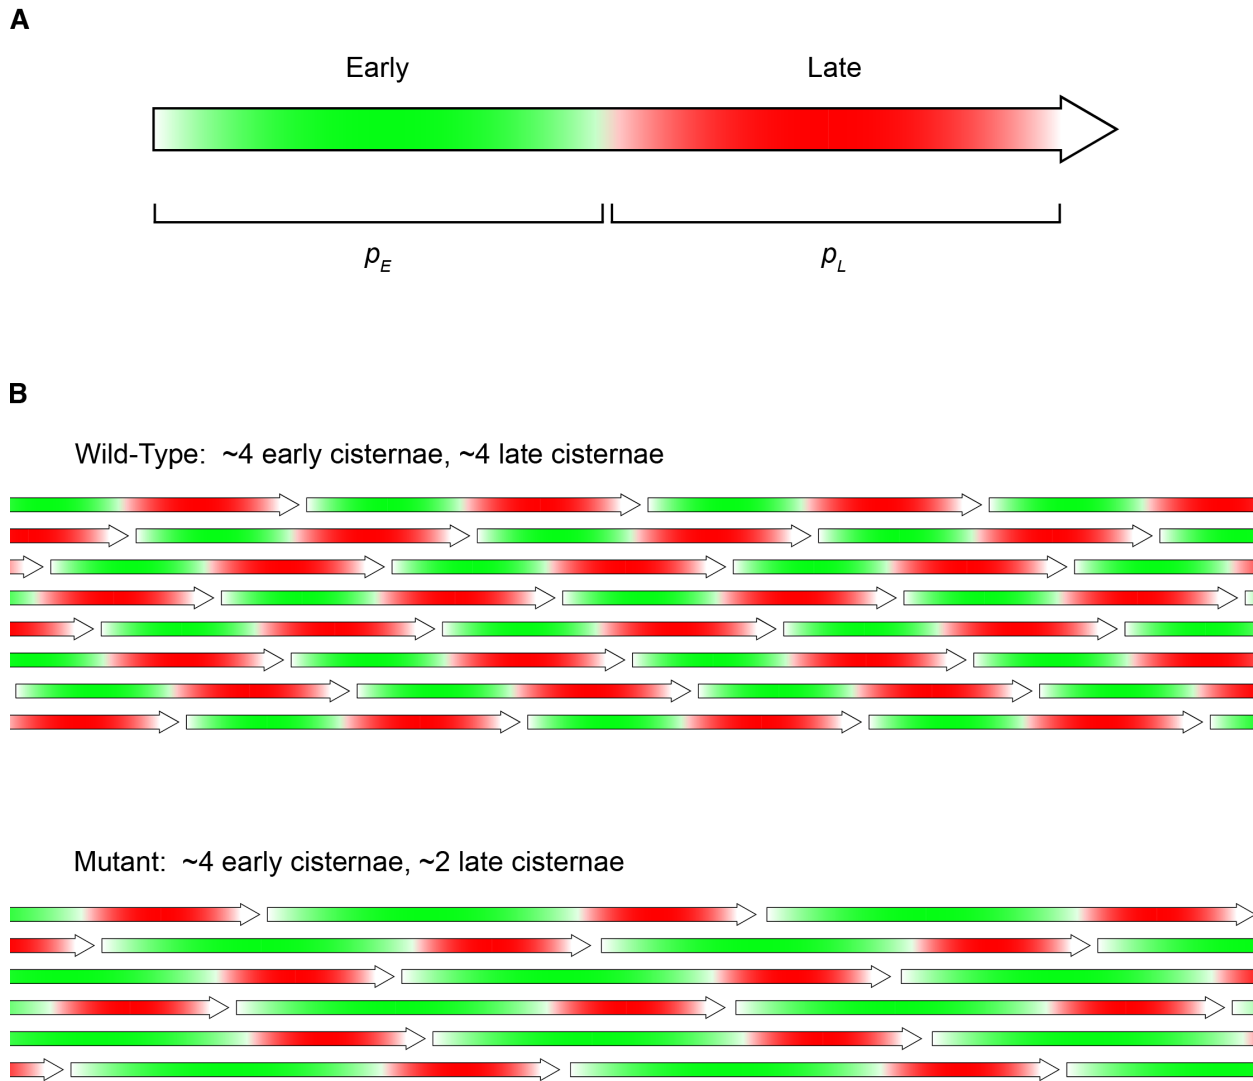 A
Early Late
pE pL
B
Wild-Type: ~4 early cisternae, ~4 late cisternae
Mutant: ~4 early cisternae, ~2 late cisternae